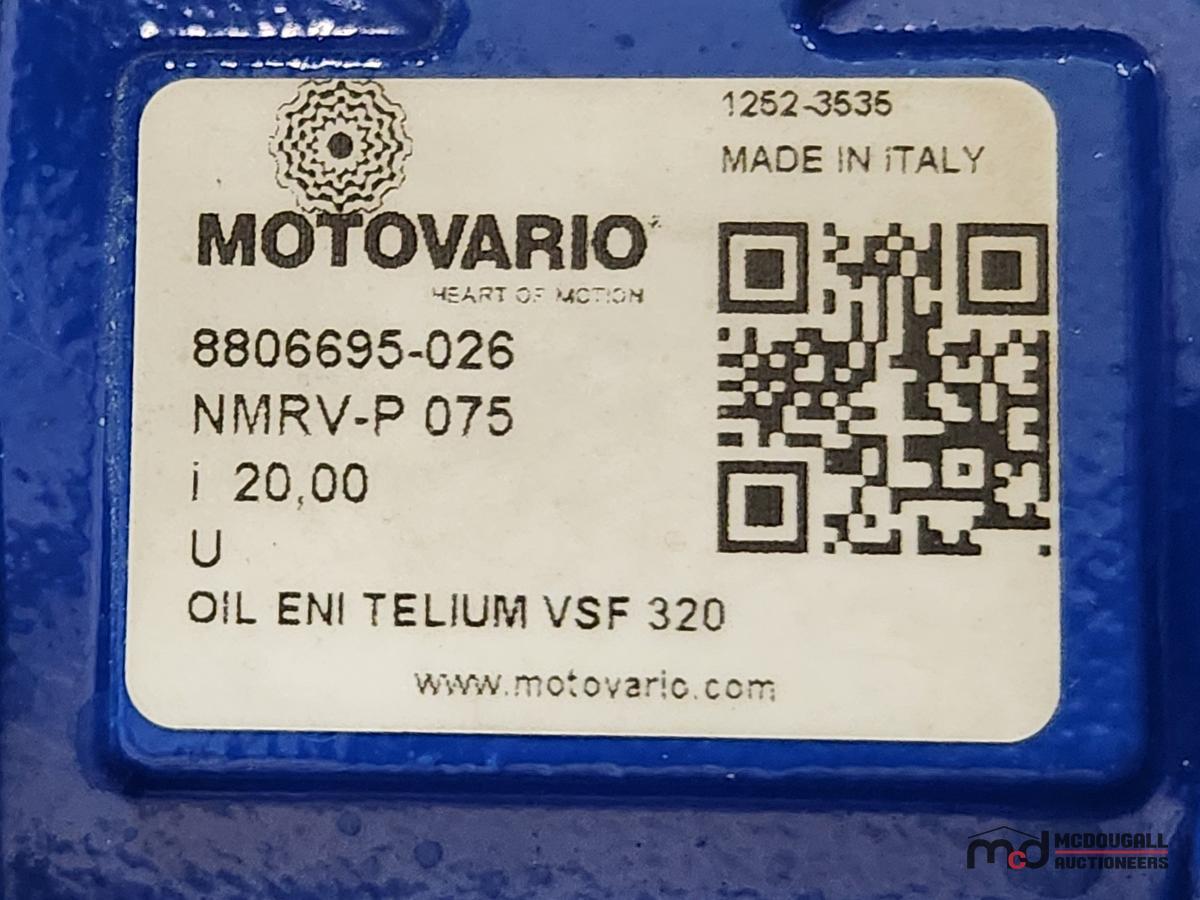 1252-3535
MADE IN iTALY
MOTOVARIO
HEART OF MOTION
8806695-026
NMRV-P 075
i 20,00
U
OIL ENI TELIUM VSF 320
www.motovario.com
mcd MCDOUGALL
AUCTIONEERS